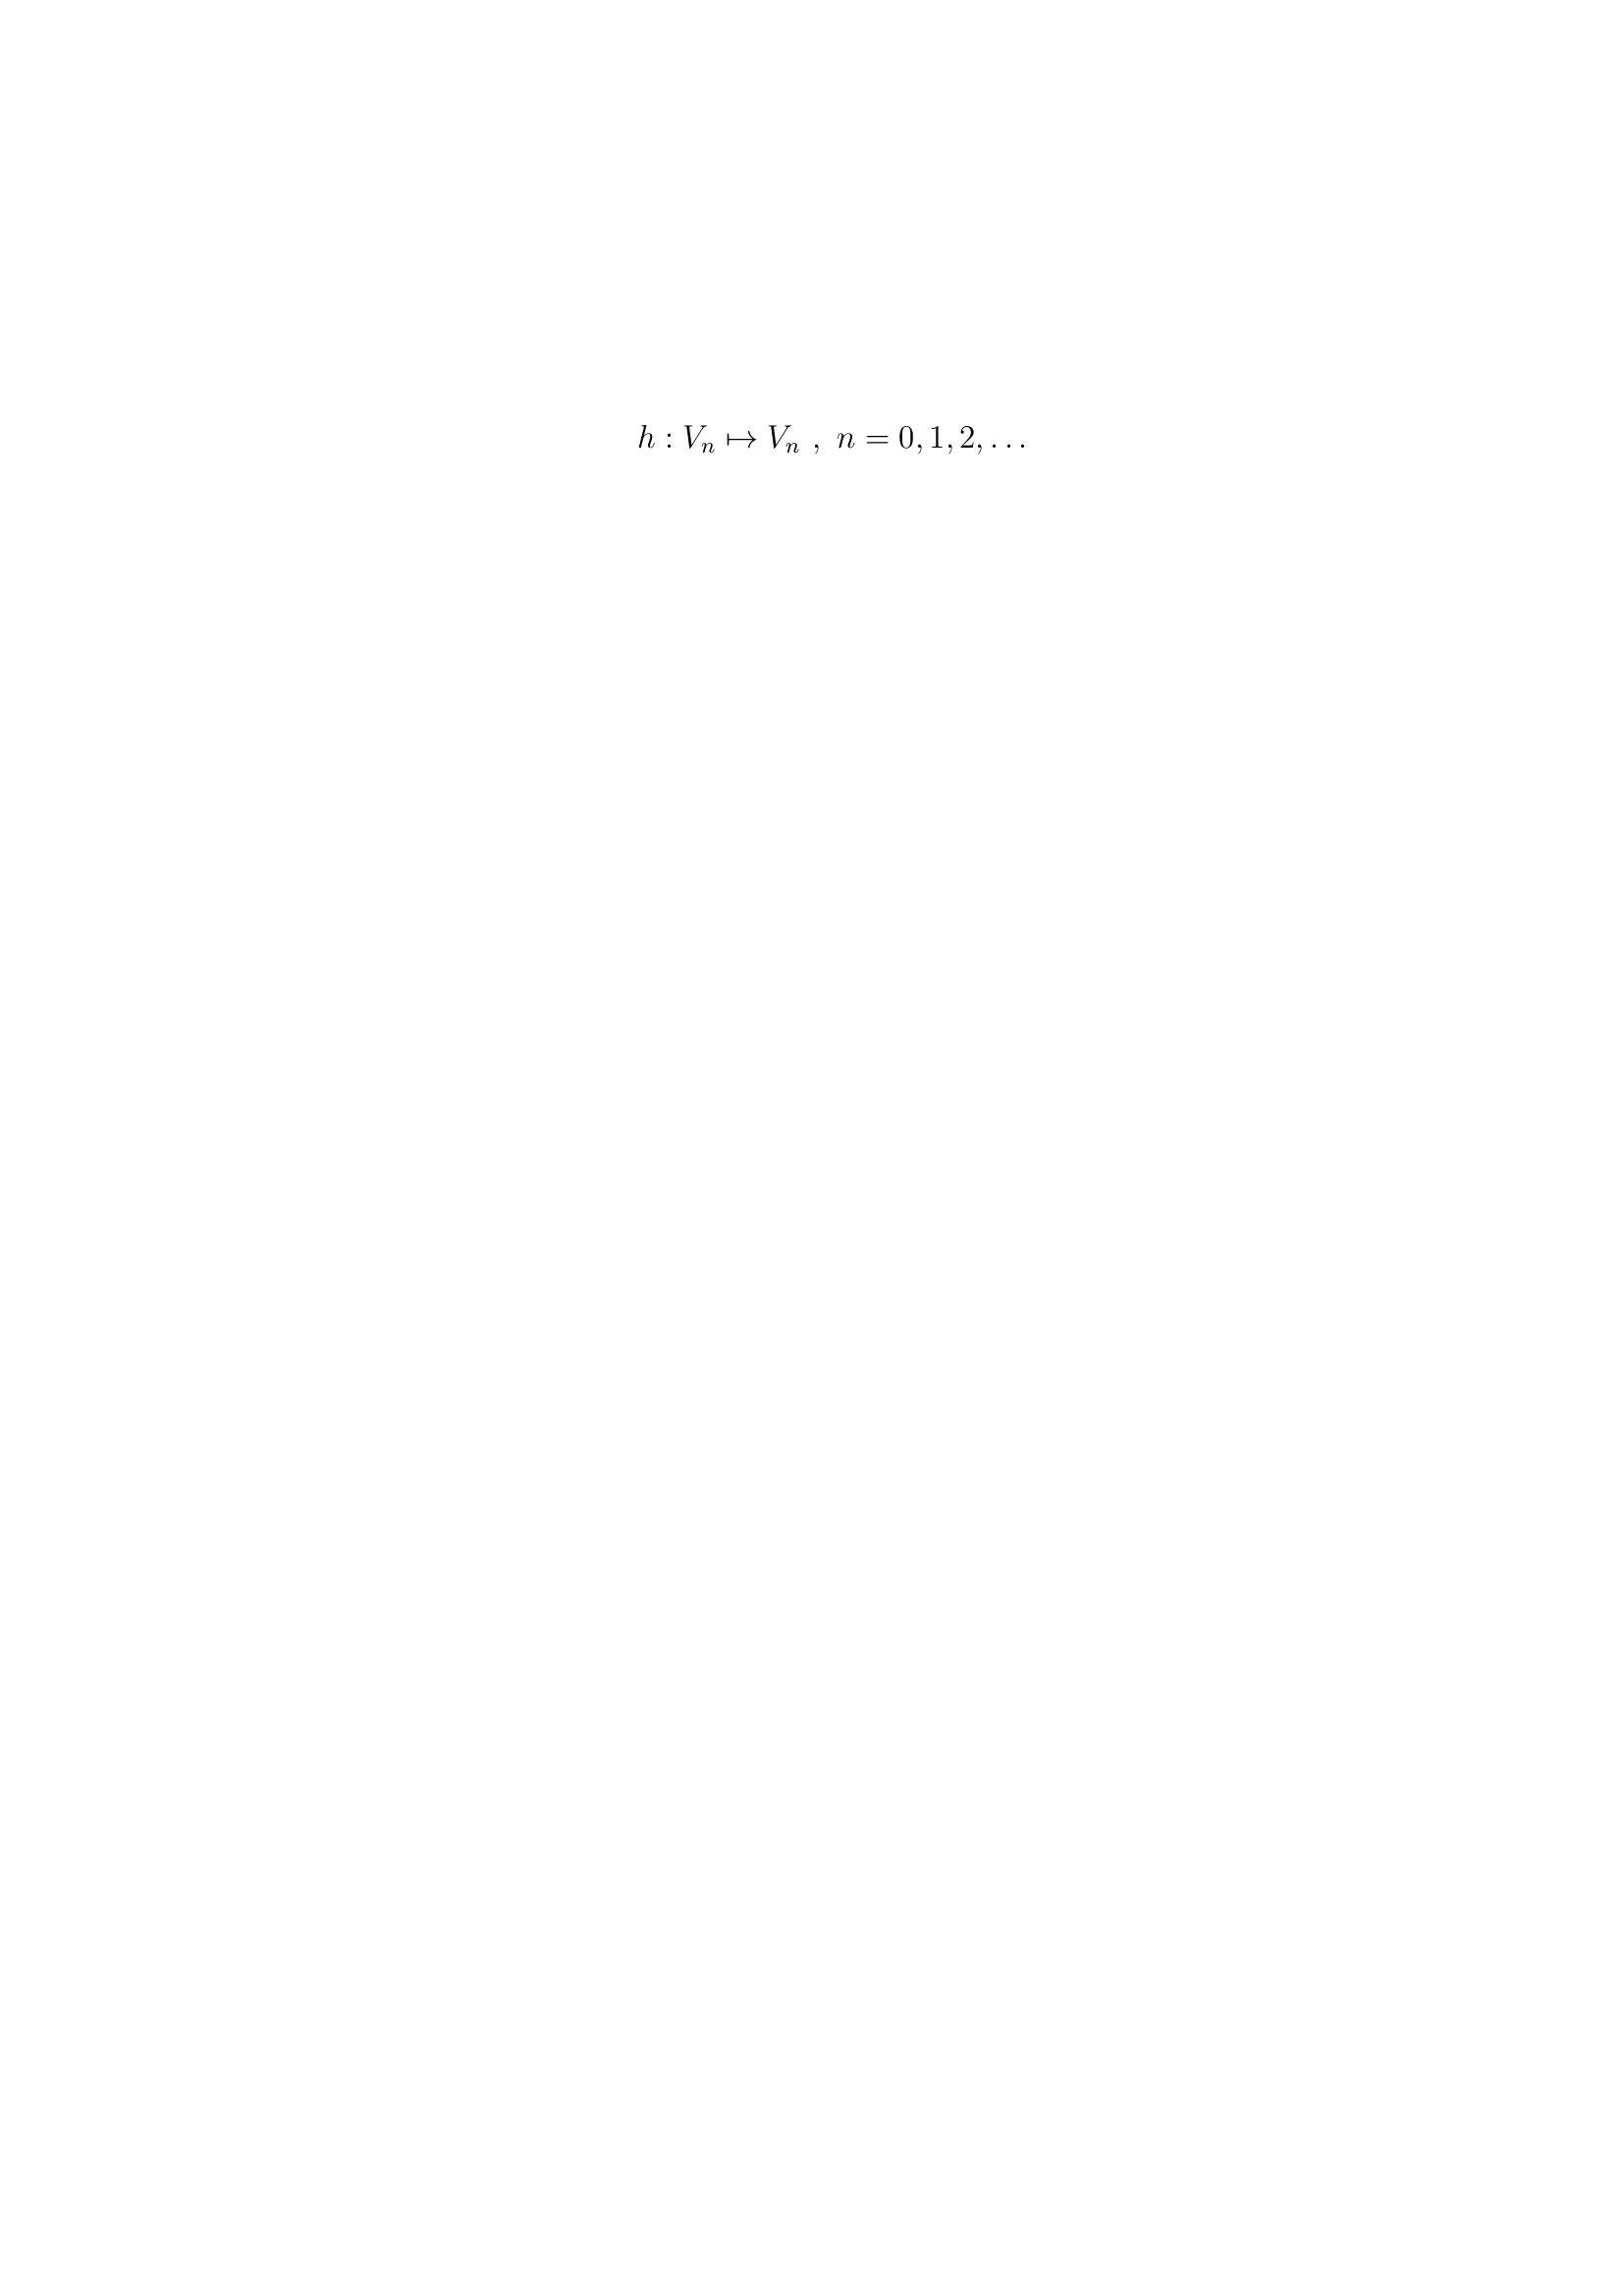 h : V_n ↦ V_n , n = 0, 1, 2, …